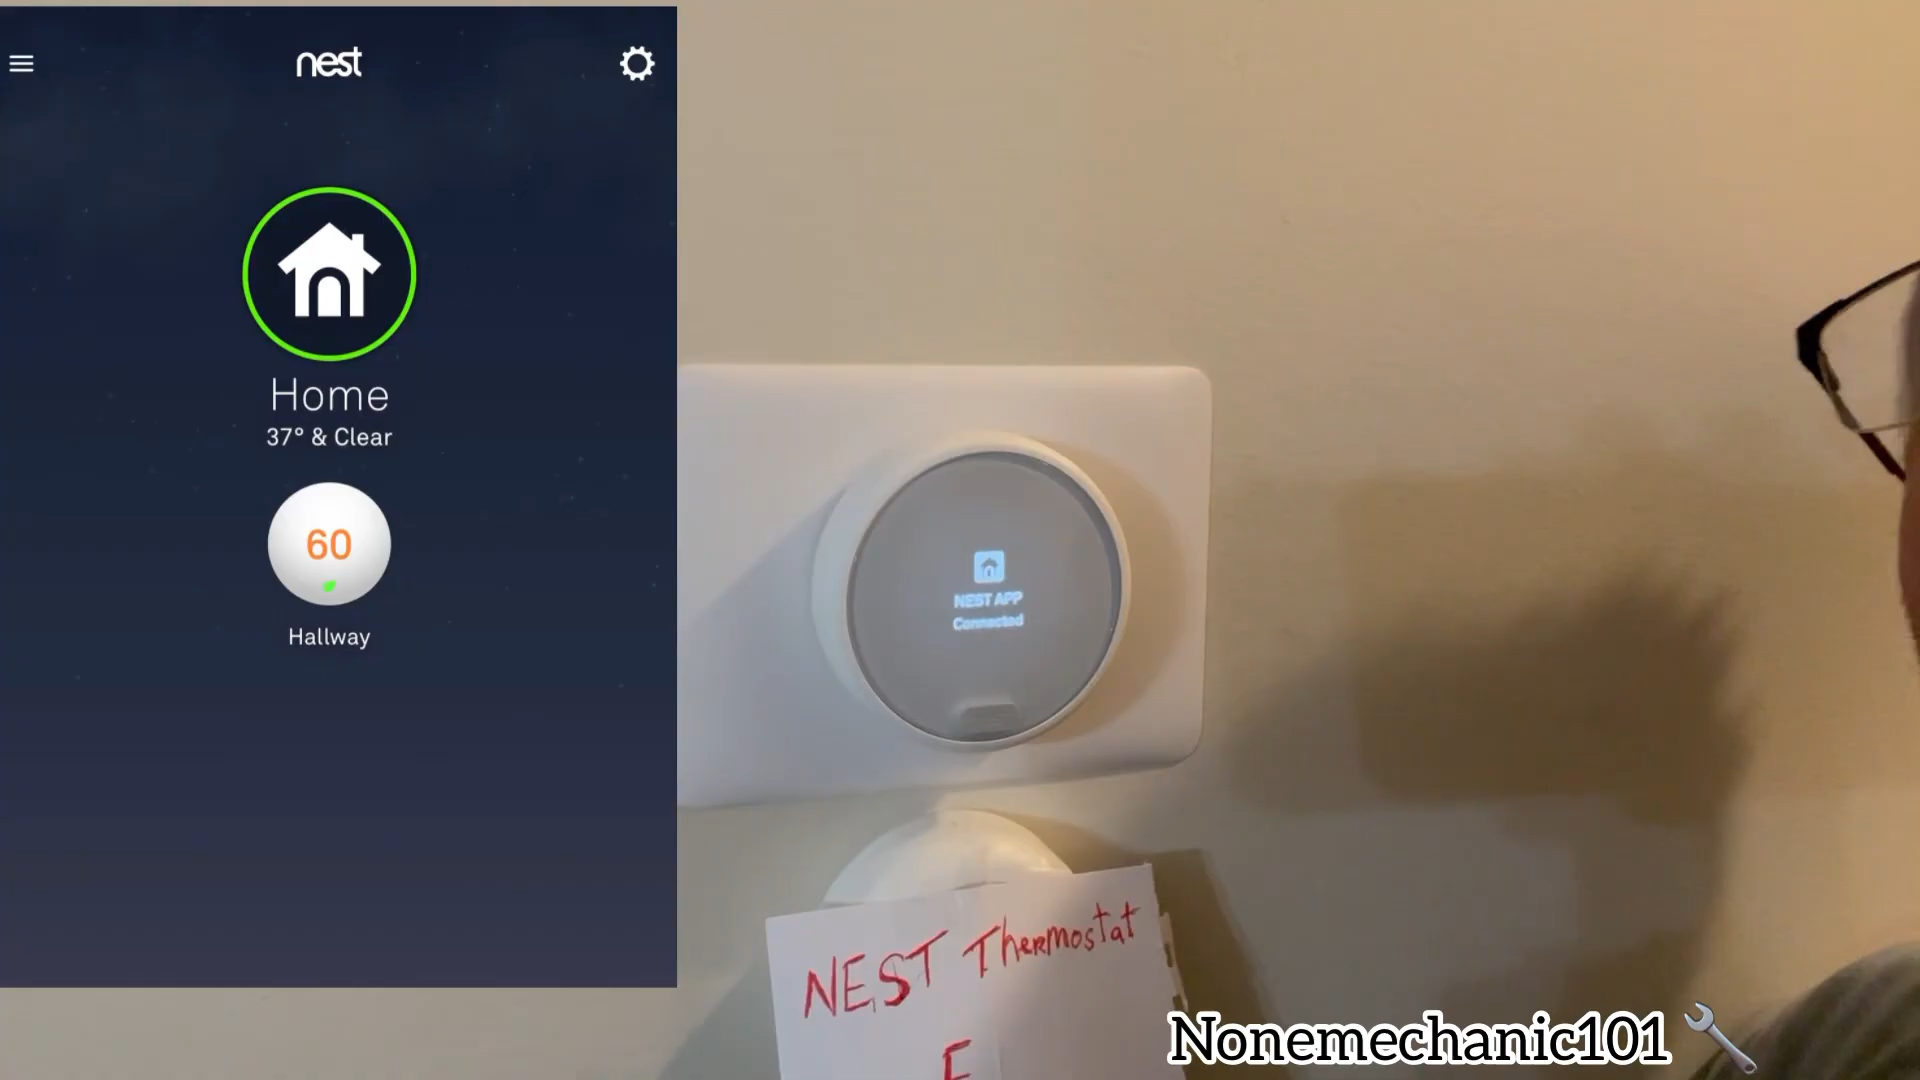 nest
Home
37° & Clear
60
Hallway
NEST APP
Connected
NEST Thermostat
E
Nonemechanic101